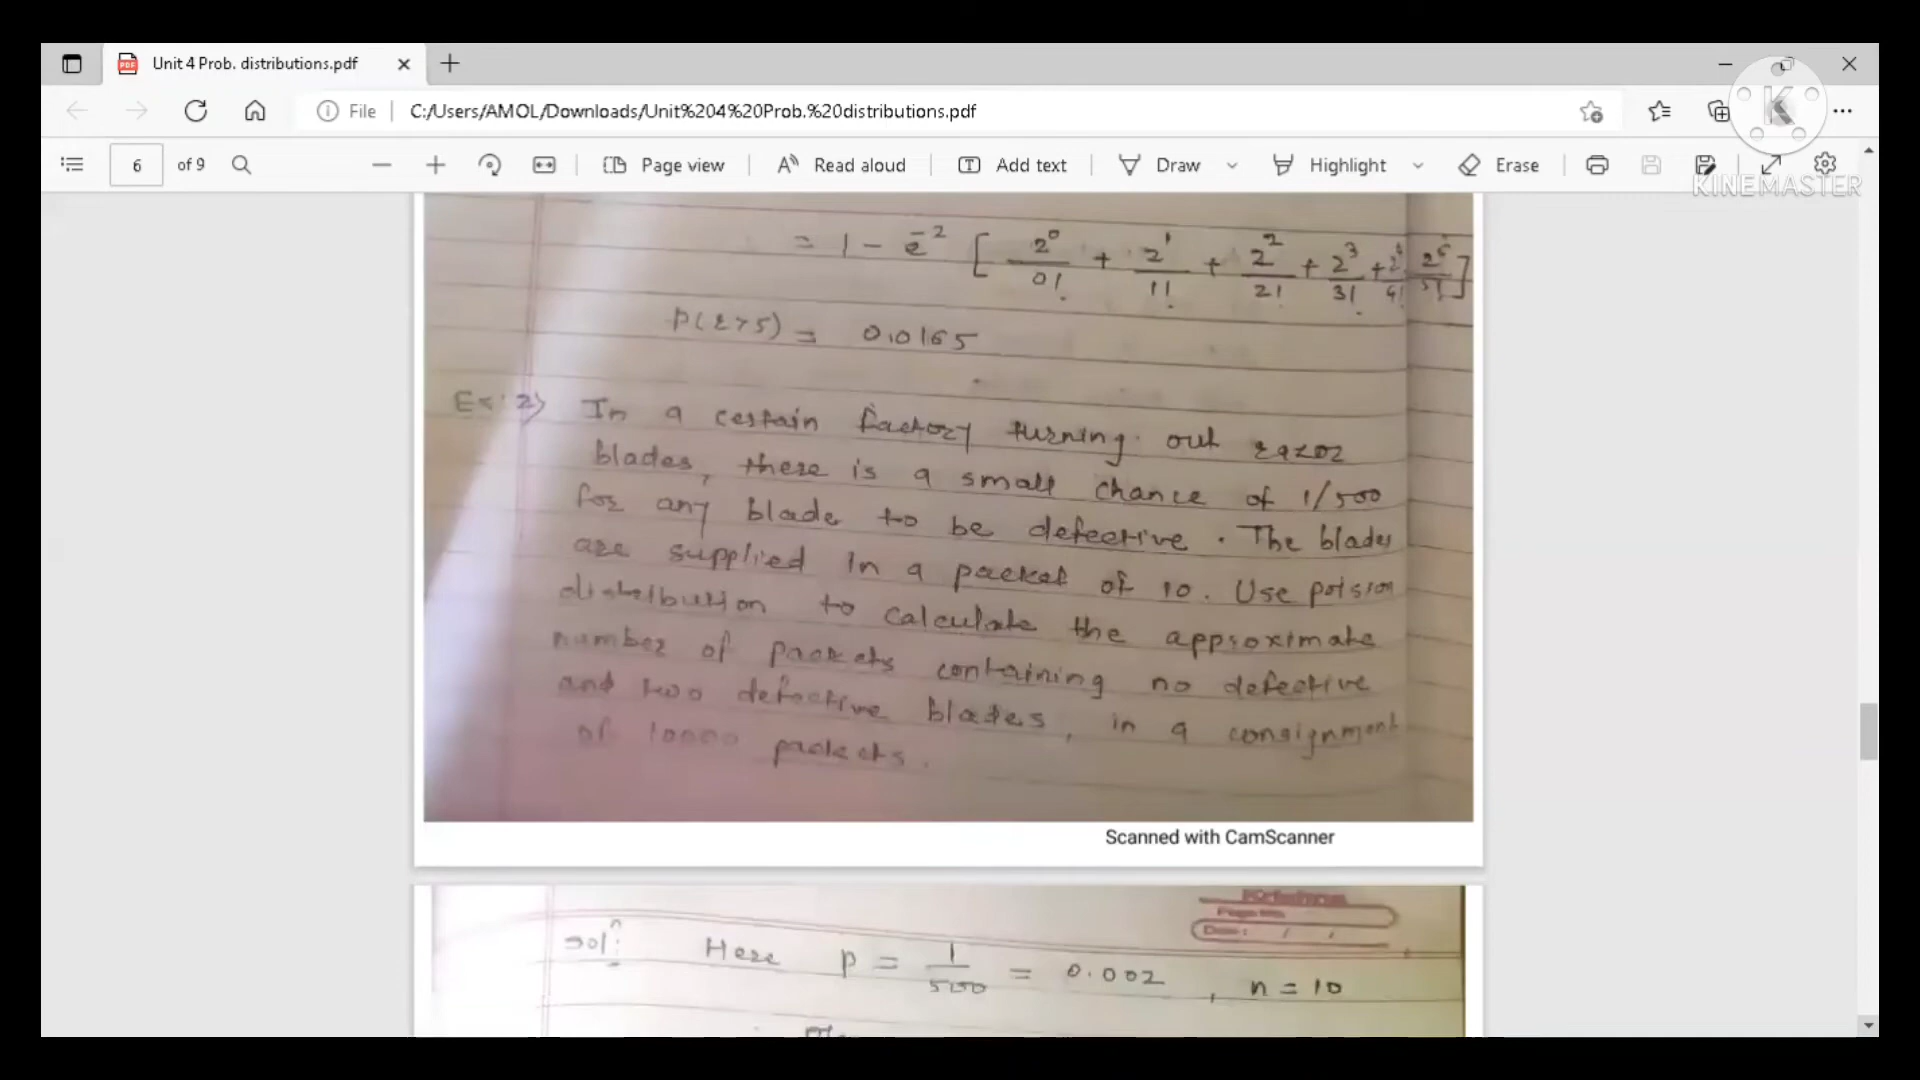 Unit 4 Prob. distributions.pdf
File C:/Users/AMOL/Downloads/Unit%204%20Prob.%20distributions.pdf
6 of 9 Page view Read aloud Add text Draw Highlight Erase
KINEMASTER
= 1 - e^-2 [ 2^0/0! + 2^1/1! + 2^2/2! + 2^3/3! + 2^4/4! 2^5/5! ]
P(r>5) = 0.0165
Ex: 2) In a certain factory turning out razor
blades, there is a small chance of 1/500
for any blade to be defective. The blades
are supplied in a packet of 10. Use poission
distribution to calculate the approximate
number of packets containing no defective
and two defective blades, in a consignment
of 10000 packets.
Scanned with CamScanner
Page No.
Date: / /
sol^n: Here p = 1/500 = 0.002, n = 10